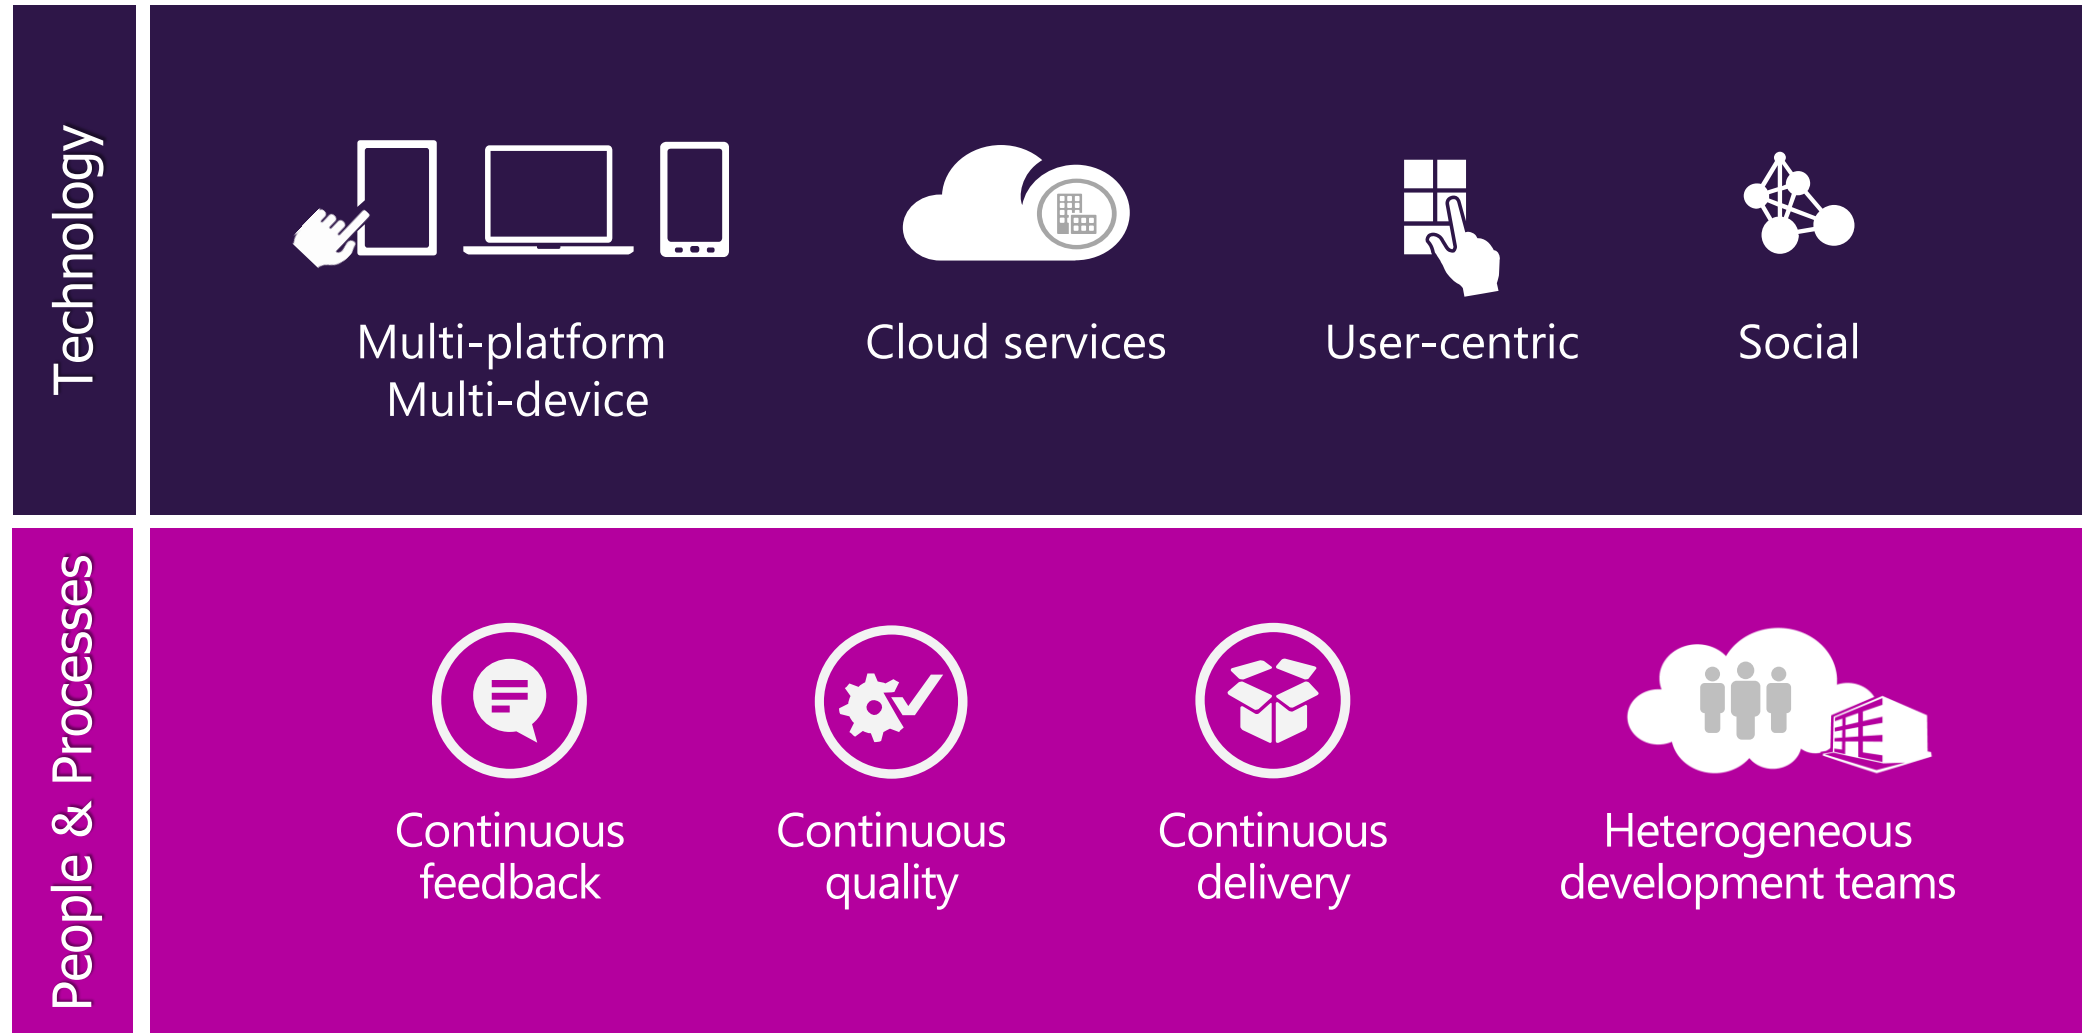 Technology
Multi-platform
Multi-device
Cloud services
User-centric
Social
People & Processes
Continuous
feedback
Continuous
quality
Continuous
delivery
Heterogeneous
development teams